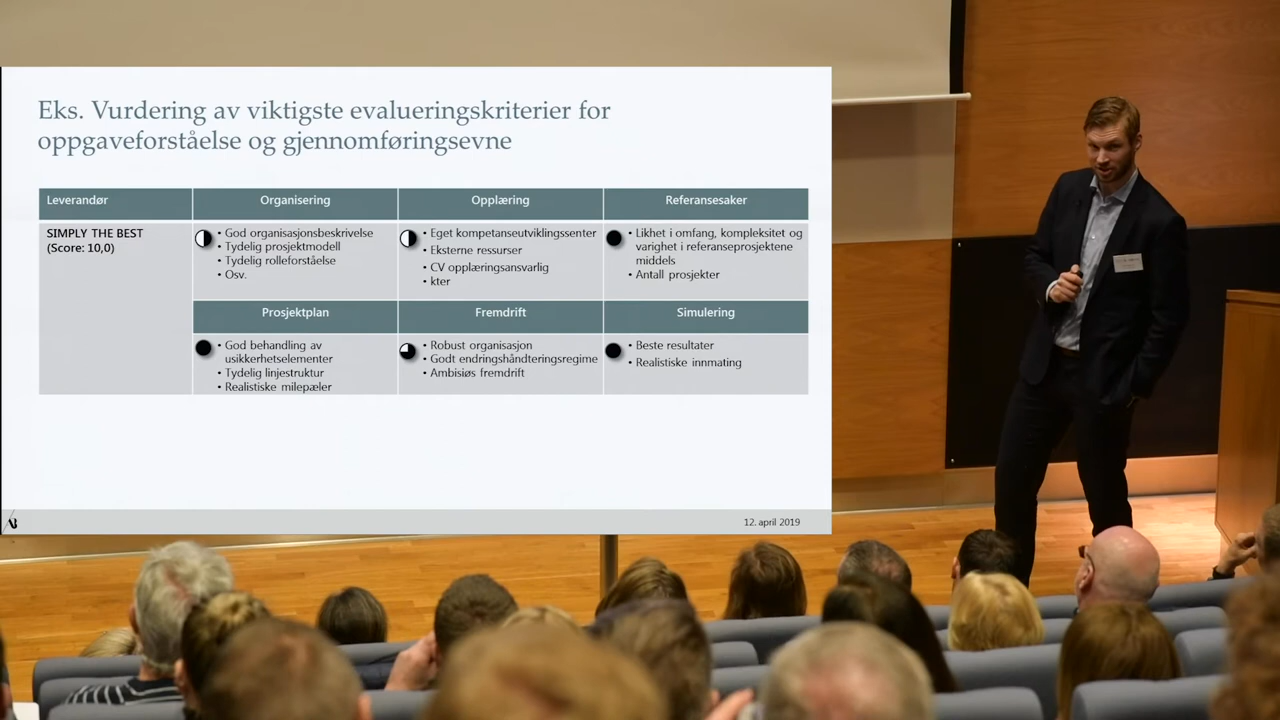 Eks. Vurdering av viktigste evalueringskriterier for
oppgaveforståelse og gjennomføringsevne
Leverandør
Organisering
Opplæring
Referansesaker
SIMPLY THE BEST
(Score: 10,0)
• God organisasjonsbeskrivelse
• Tydelig prosjektmodell
• Tydelig rolleforståelse
• Osv.
• Eget kompetanseutviklingssenter
• Eksterne ressurser
• CV opplæringsansvarlig
• kter
• Likhet i omfang, kompleksitet og
varighet i referanseprosjektene
middels
• Antall prosjekter
Prosjektplan
Fremdrift
Simulering
• God behandling av
usikkerhetselementer
• Tydelig linjestruktur
• Realistiske milepæler
• Robust organisasjon
• Godt endringshåndteringsregime
• Ambisiøs fremdrift
• Beste resultater
• Realistiske innmating
12. april 2019